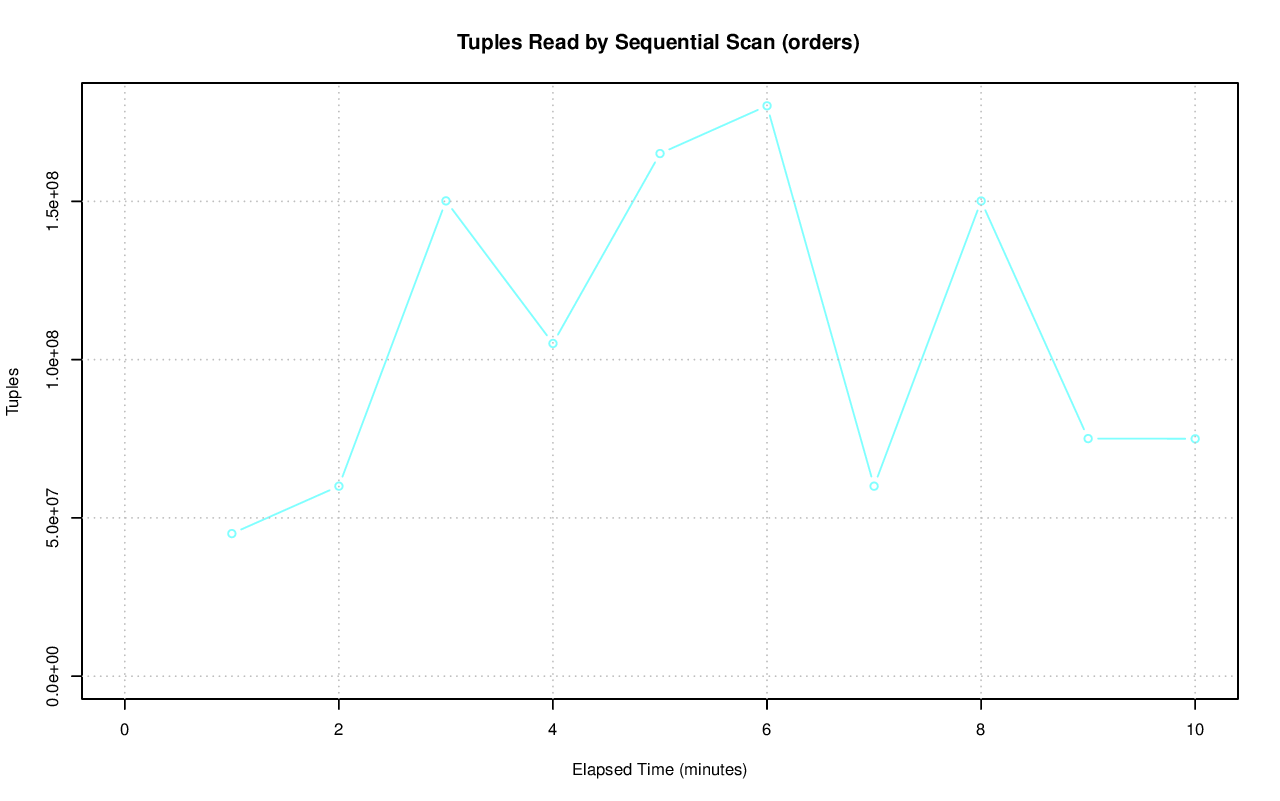 Tuples Read by Sequential Scan (orders)
Tuples
1.5e+08
1.0e+08
5.0e+07
0.0e+00
0 2 4 6 8 10
Elapsed Time (minutes)